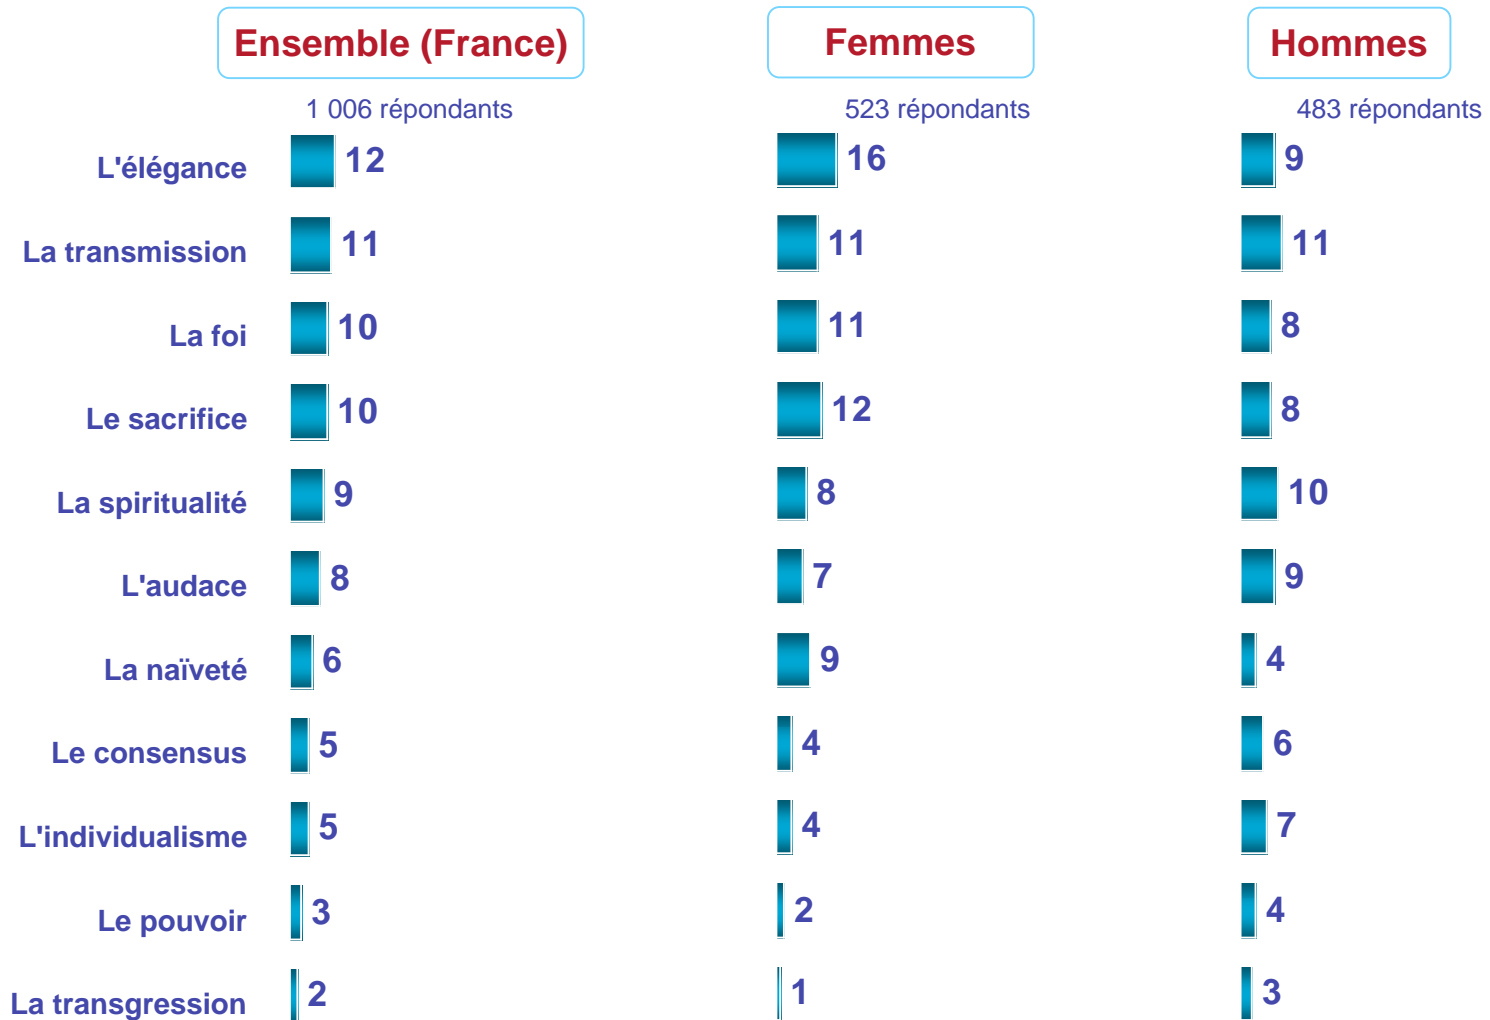 Ensemble (France) Femmes Hommes
1 006 répondants 523 répondants 483 répondants
L'élégance 12 16 9
La transmission 11 11 11
La foi 10 11 8
Le sacrifice 10 12 8
La spiritualité 9 8 10
L'audace 8 7 9
La naïveté 6 9 4
Le consensus 5 4 6
L'individualisme 5 4 7
Le pouvoir 3 2 4
La transgression 2 1 3